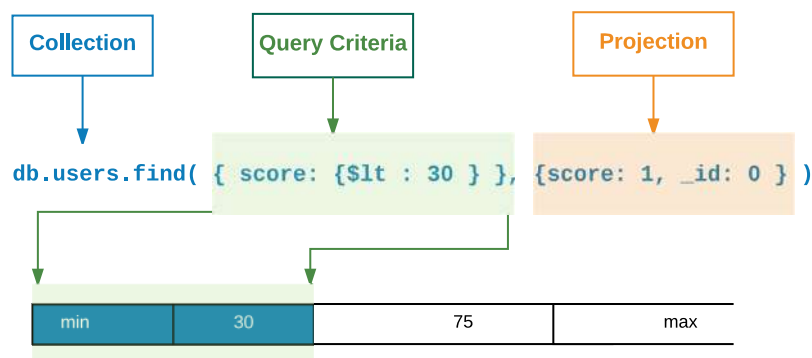 Collection Query Criteria Projection
db.users.find( { score: {$lt : 30 } }, {score: 1, _id: 0 } )
min 30 75 max